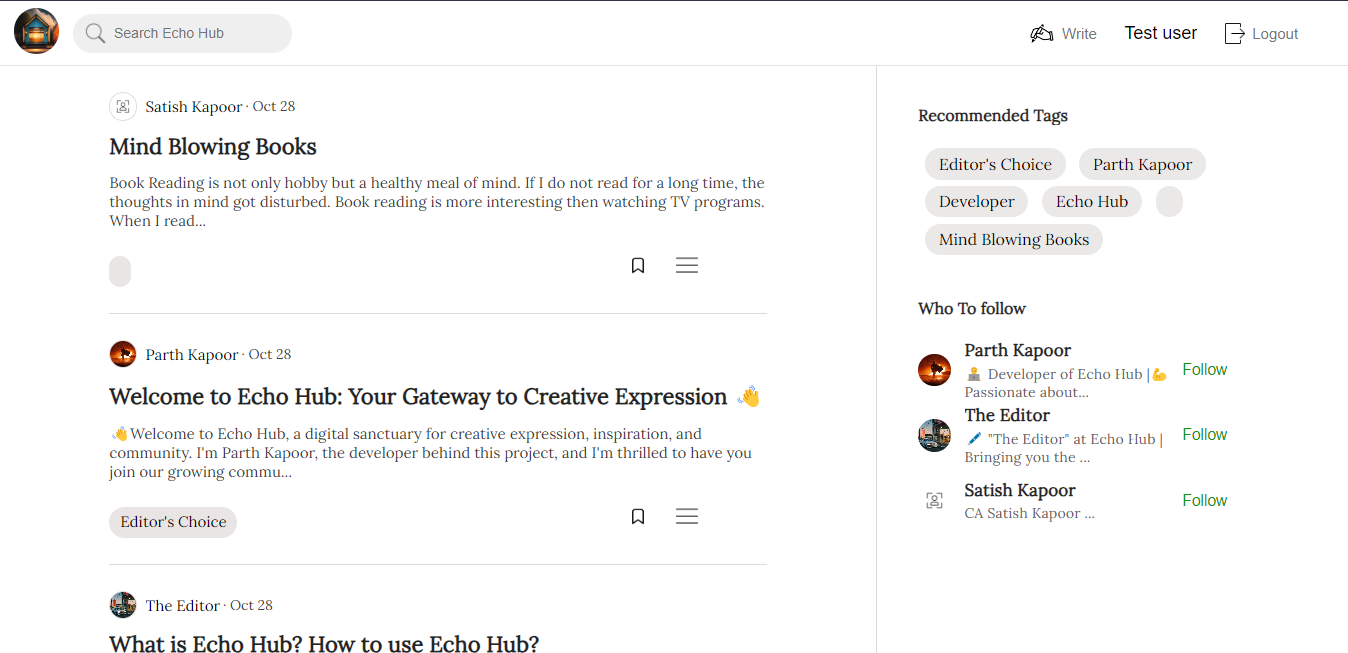 Search Echo Hub
Write
Test user
Logout
Satish Kapoor · Oct 28
Mind Blowing Books
Book Reading is not only hobby but a healthy meal of mind. If I do not read for a long time, the
thoughts in mind got disturbed. Book reading is more interesting then watching TV programs.
When I read...
Parth Kapoor · Oct 28
Welcome to Echo Hub: Your Gateway to Creative Expression 👋
👋Welcome to Echo Hub, a digital sanctuary for creative expression, inspiration, and
community. I'm Parth Kapoor, the developer behind this project, and I'm thrilled to have you
join our growing commu...
Editor's Choice
The Editor · Oct 28
What is Echo Hub? How to use Echo Hub?
Recommended Tags
Editor's Choice
Parth Kapoor
Developer
Echo Hub
Mind Blowing Books
Who To follow
Parth Kapoor
👨‍💻 Developer of Echo Hub |💪
Passionate about...
Follow
The Editor
🖊️ "The Editor" at Echo Hub |
Bringing you the ...
Follow
Satish Kapoor
CA Satish Kapoor ...
Follow